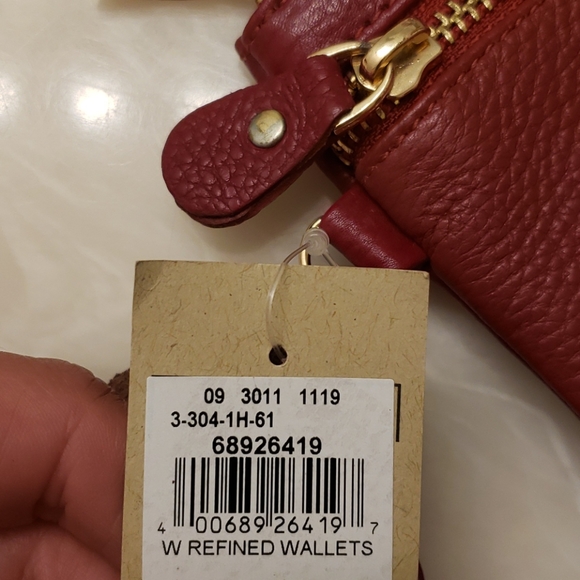 09 3011 1119
3-304-1H-61
68926419
4 00689 26419 7
W REFINED WALLETS